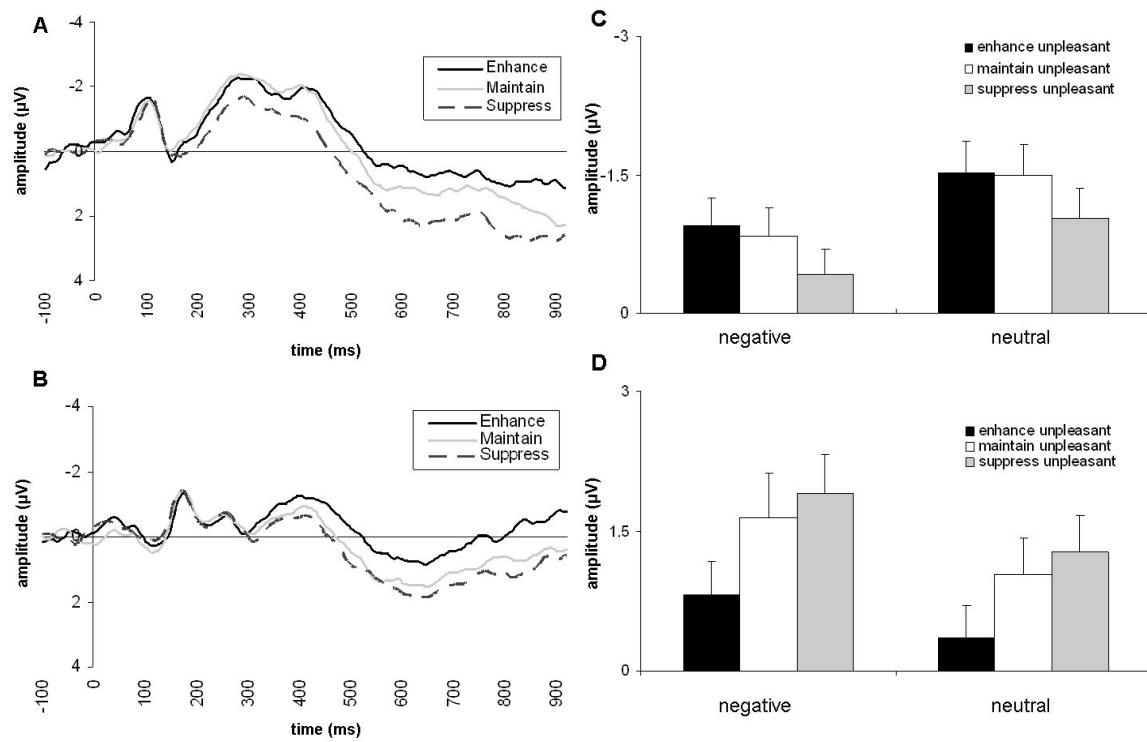 A
-4
-2
0
2
4
amplitude (µV)
Enhance
Maintain
Suppress
-100
0
100
200
300
400
500
600
700
800
900
time (ms)
B
-4
-2
0
2
4
amplitude (µV)
Enhance
Maintain
Suppress
-100
0
100
200
300
400
500
600
700
800
900
time (ms)
C
-3
-1.5
0
amplitude (µV)
enhance unpleasant
maintain unpleasant
suppress unpleasant
negative
neutral
D
3
1.5
0
amplitude (µV)
enhance unpleasant
maintain unpleasant
suppress unpleasant
negative
neutral